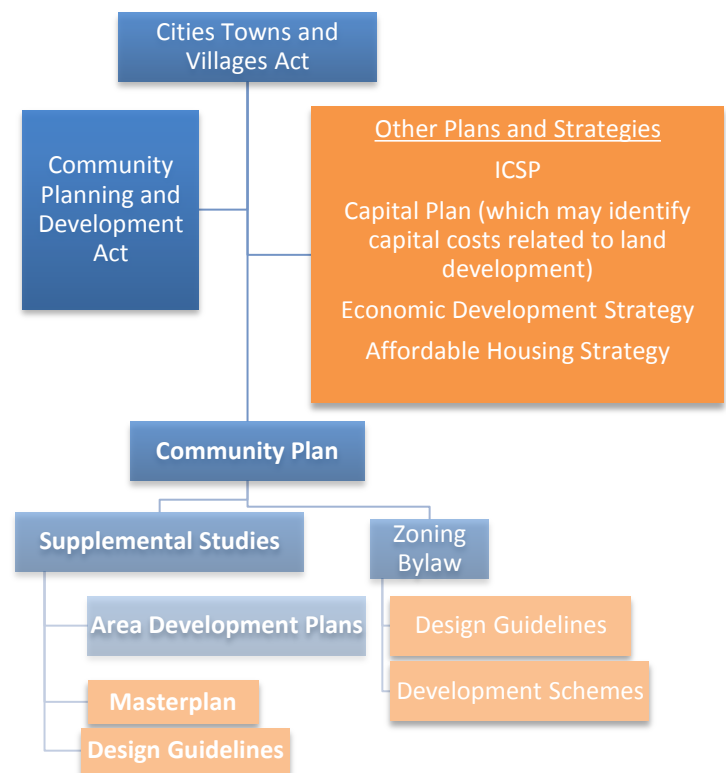 Cities Towns and
Villages Act
Community
Planning and
Development
Act
Other Plans and Strategies
ICSP
Capital Plan (which may identify
capital costs related to land
development)
Economic Development Strategy
Affordable Housing Strategy
Community Plan
Supplemental Studies
Area Development Plans
Masterplan
Design Guidelines
Zoning
Bylaw
Design Guidelines
Development Schemes